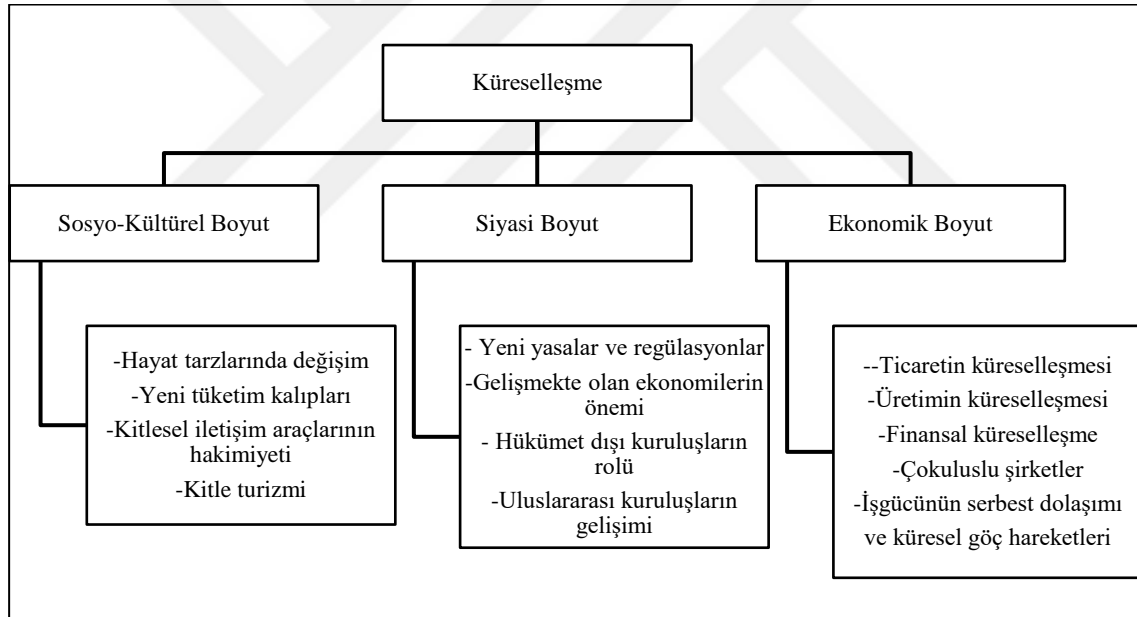 Küreselleşme
Sosyo-Kültürel Boyut
Siyasi Boyut
Ekonomik Boyut
-Hayat tarzlarında değişim
-Yeni tüketim kalıpları
-Kitlesel iletişim araçlarının
hakimiyeti
-Kitle turizmi
- Yeni yasalar ve regülasyonlar
-Gelişmekte olan ekonomilerin
önemi
- Hükümet dışı kuruluşların
rolü
-Uluslararası kuruluşların
gelişimi
--Ticaretin küreselleşmesi
-Üretimin küreselleşmesi
-Finansal küreselleşme
-Çokuluslu şirketler
-İşgücünün serbest dolaşımı
ve küresel göç hareketleri